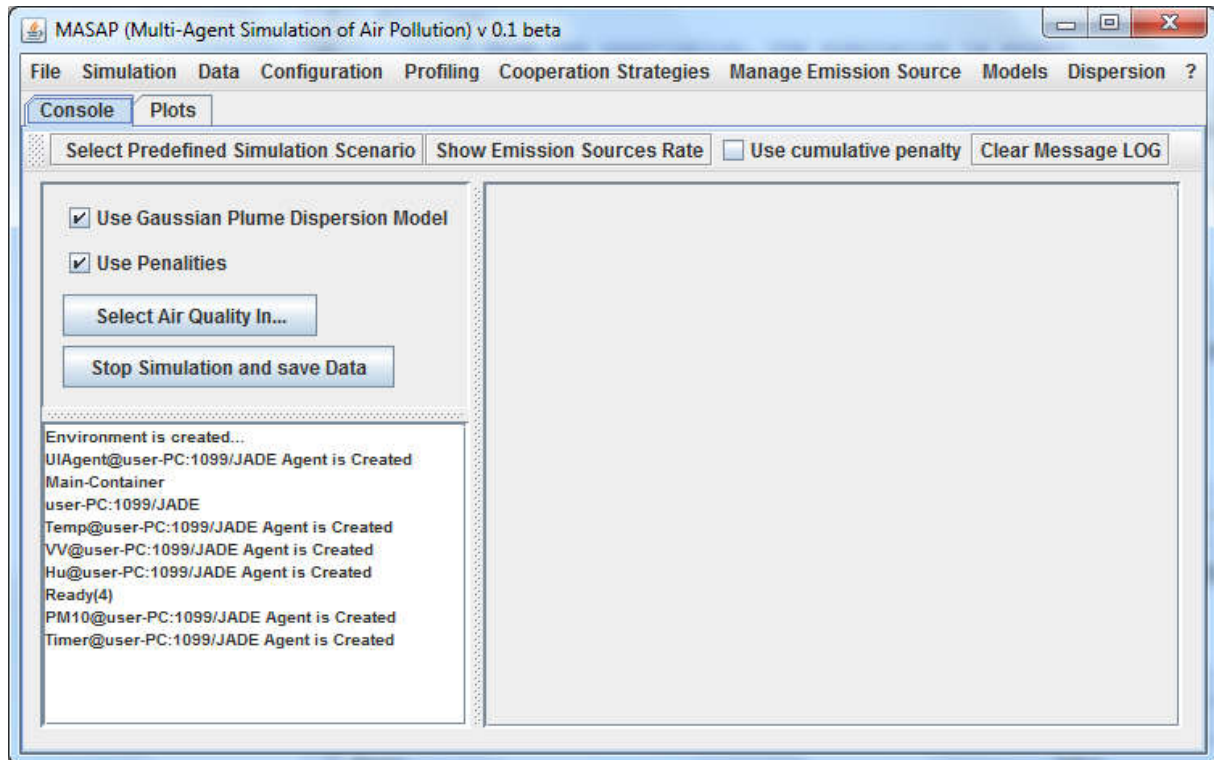 MASAP (Multi-Agent Simulation of Air Pollution) v 0.1 beta
File Simulation Data Configuration Profiling Cooperation Strategies Manage Emission Source Models Dispersion ?
Console Plots
Select Predefined Simulation Scenario Show Emission Sources Rate Use cumulative penalty Clear Message LOG
Use Gaussian Plume Dispersion Model
Use Penalities
Select Air Quality In...
Stop Simulation and save Data
Environment is created...
UIAgent@user-PC:1099/JADE Agent is Created
Main-Container
user-PC:1099/JADE
Temp@user-PC:1099/JADE Agent is Created
VV@user-PC:1099/JADE Agent is Created
Hu@user-PC:1099/JADE Agent is Created
Ready(4)
PM10@user-PC:1099/JADE Agent is Created
Timer@user-PC:1099/JADE Agent is Created